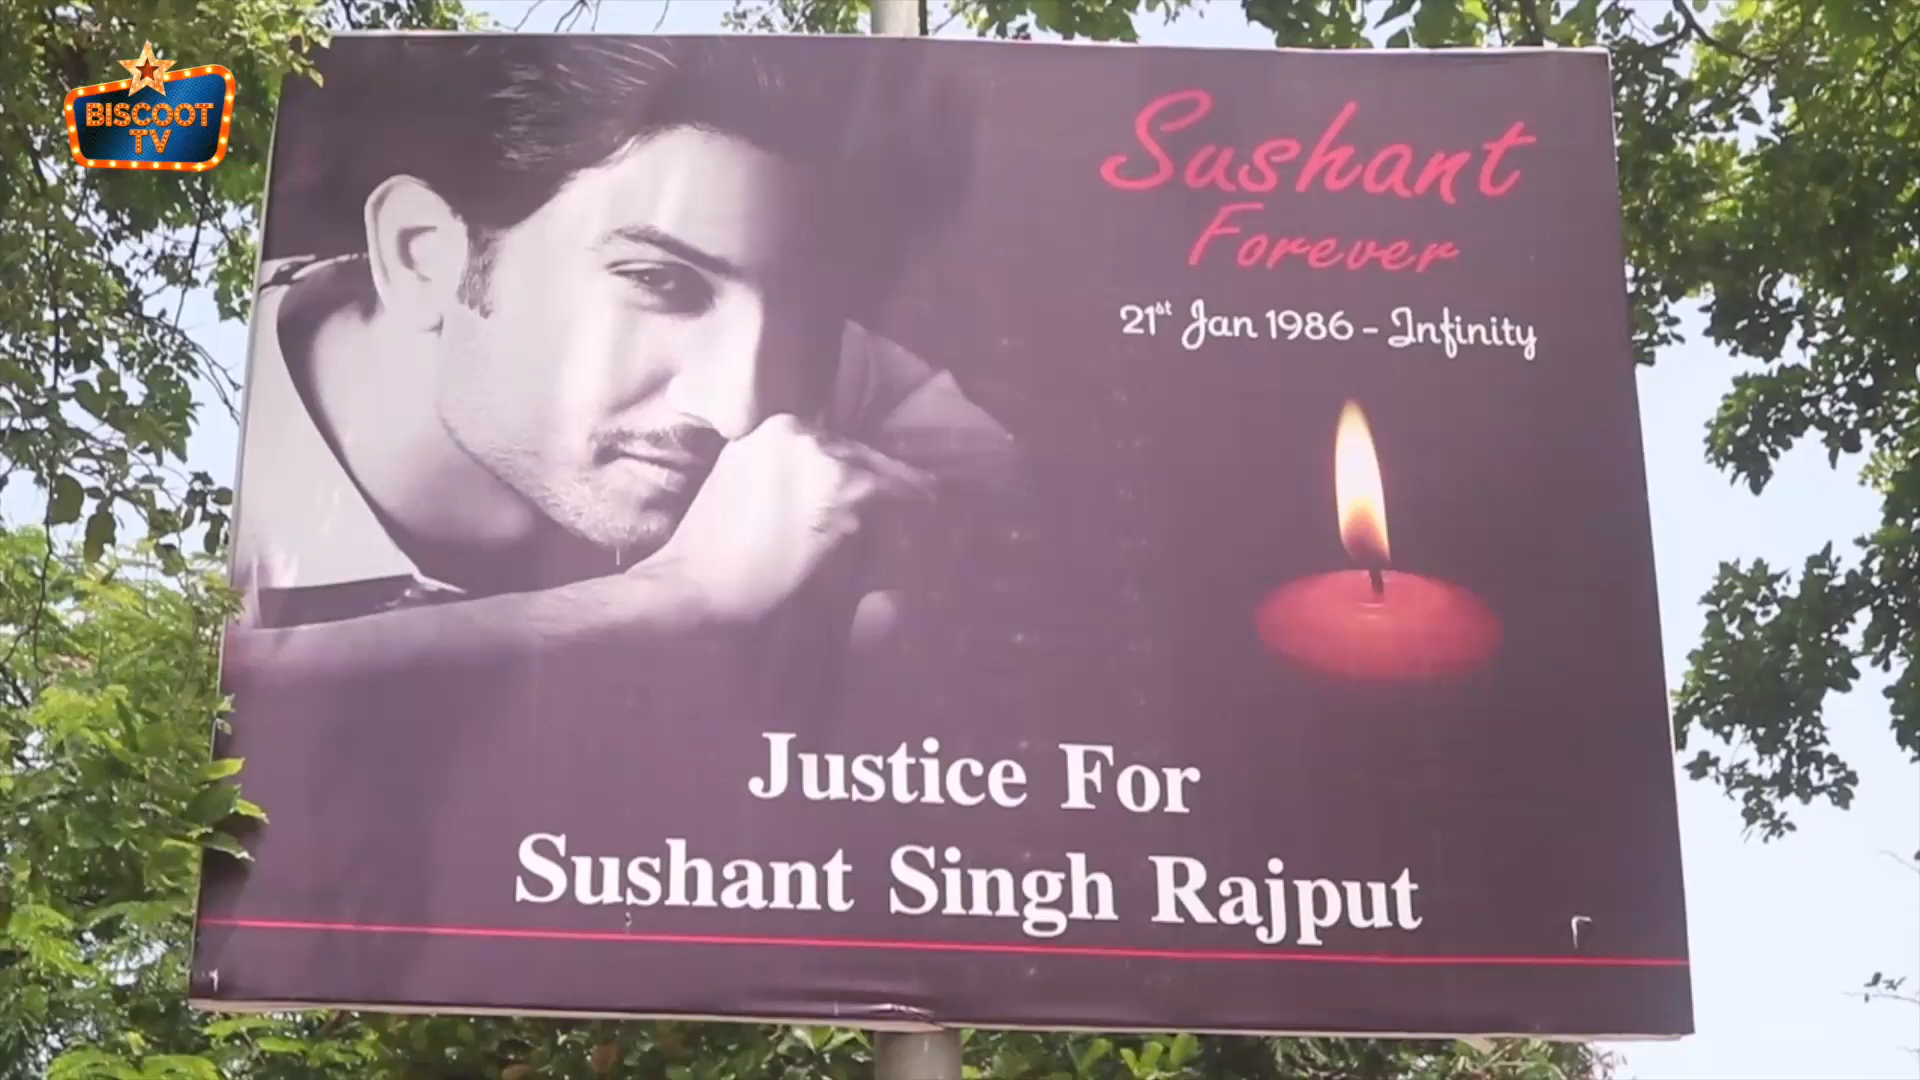 BISCOOT
TV
Sushant
Forever
21st Jan 1986 - Infinity
Justice For
Sushant Singh Rajput